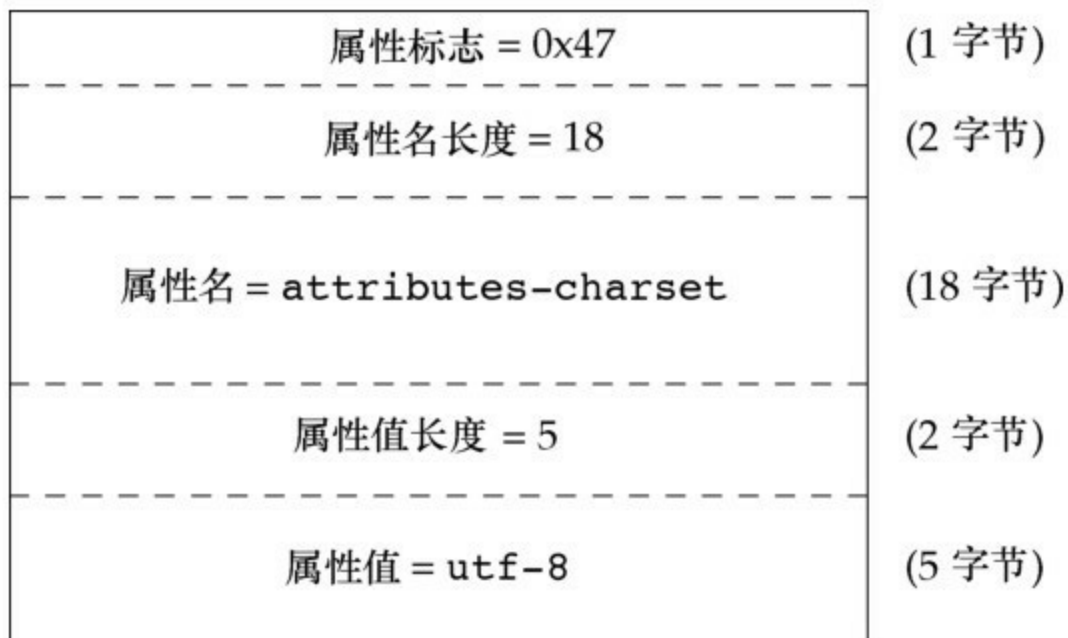 属性标志 = 0x47 (1 字节)
属性名长度 = 18 (2 字节)
属性名 = attributes-charset (18 字节)
属性值长度 = 5 (2 字节)
属性值 = utf-8 (5 字节)